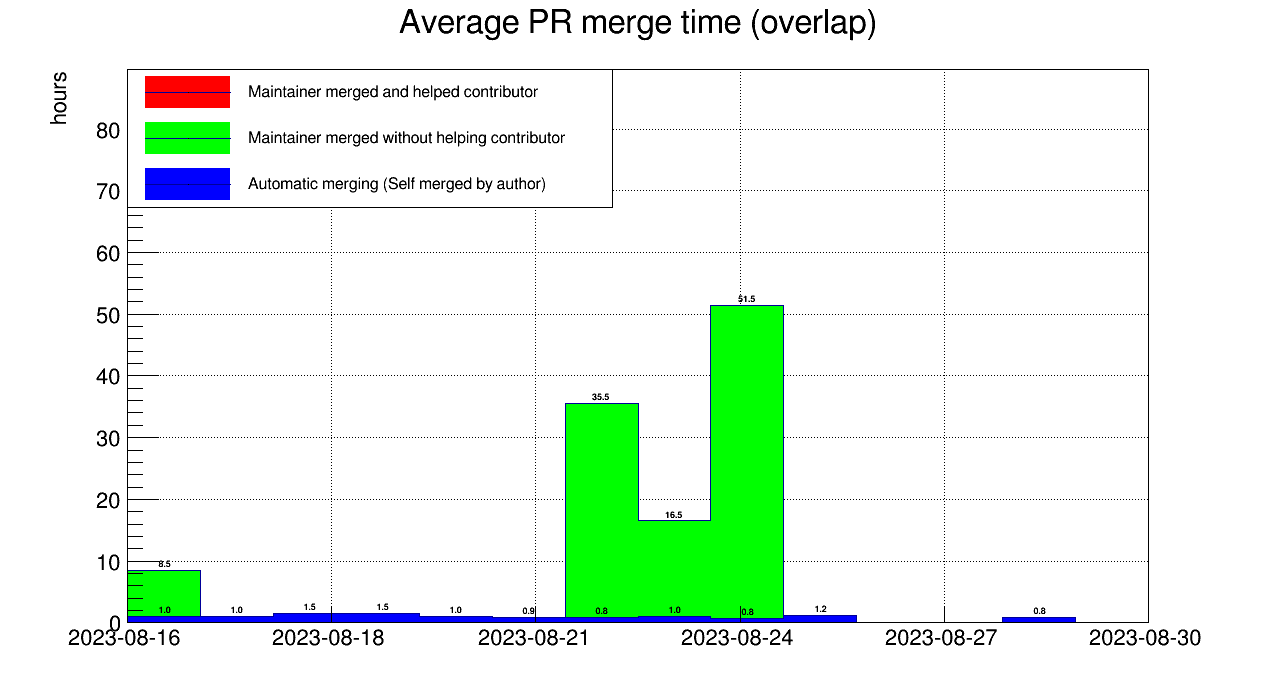 Average PR merge time (overlap)
hours
Maintainer merged and helped contributor
Maintainer merged without helping contributor
Automatic merging (Self merged by author)
80
70
60
50
40
30
20
10
0
51.5
35.5
16.5
8.5
1.0 1.0 1.5 1.5 1.0 0.9 0.8 1.0 0.8 1.2 0.8
2023-08-16 2023-08-18 2023-08-21 2023-08-24 2023-08-27 2023-08-30